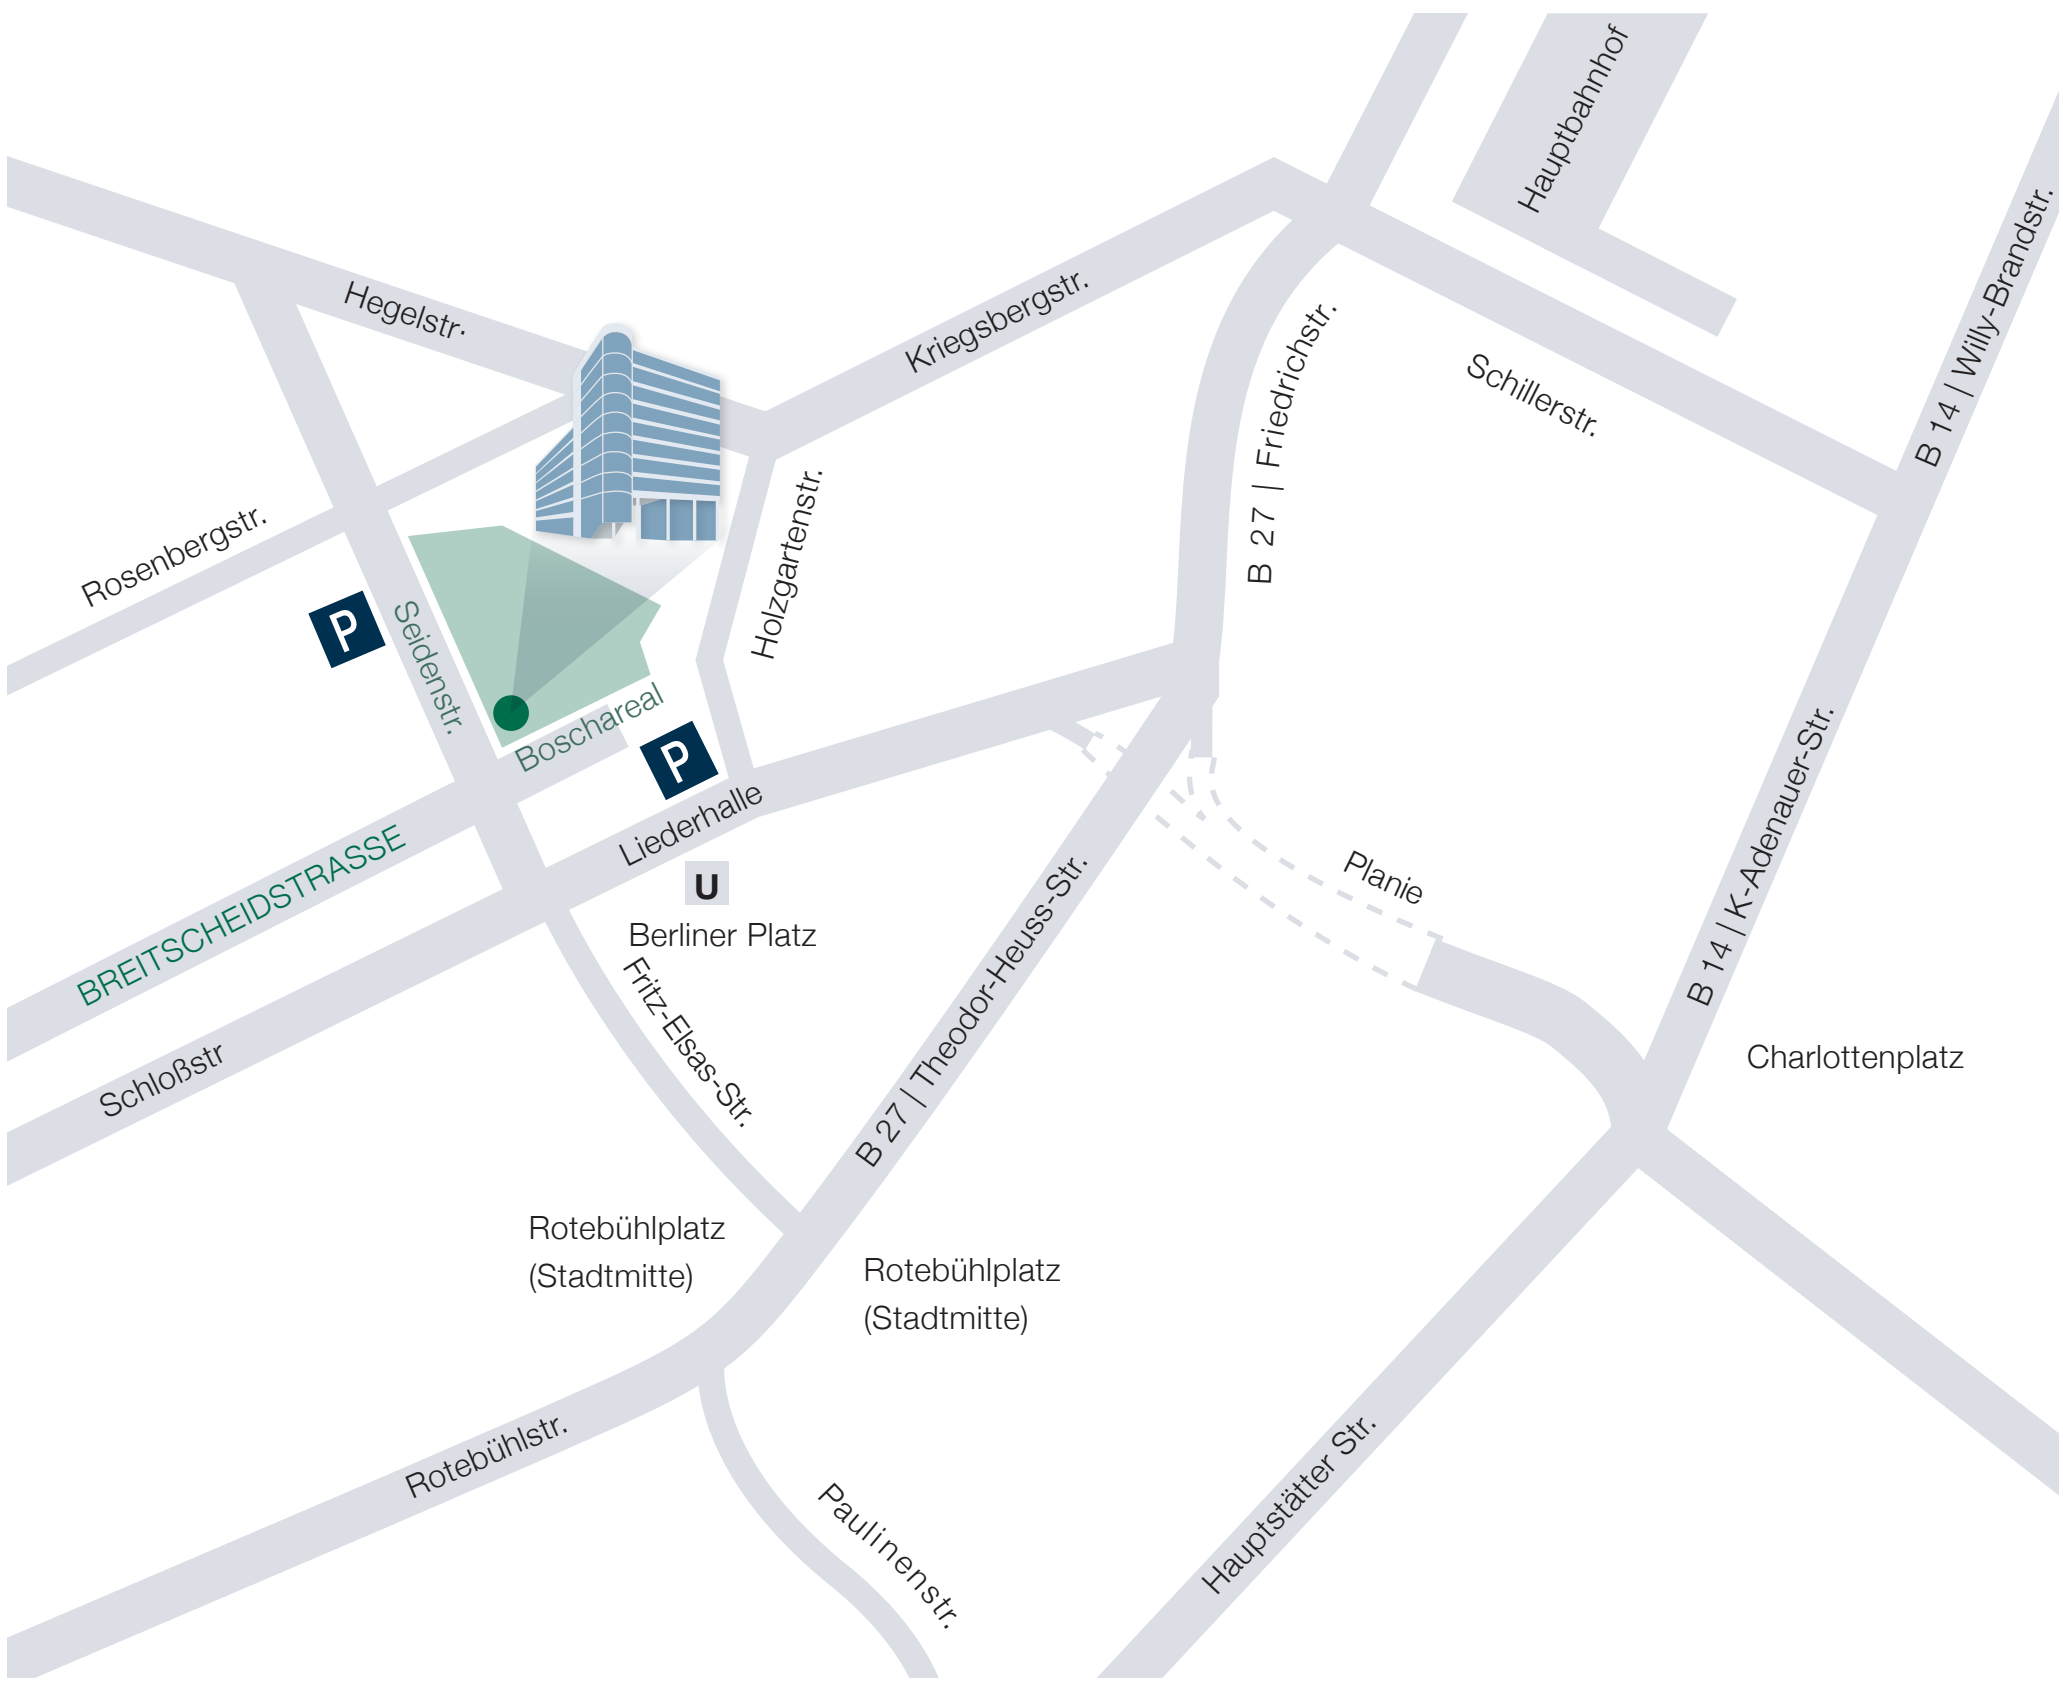 Hauptbahnhof
B 14 | Willy-Brandstr.
Hegelstr.
Kriegsbergstr.
B 27 | Friedrichstr.
Schillerstr.
Rosenbergstr.
Holzgartenstr.
P
Seidenstr.
Boschareal
P
Liederhalle
BREITSCHEIDSTRASSE
U
Berliner Platz
Planie
B 14 | K-Adenauer-Str.
Fritz-Elsas-Str.
B 27 | Theodor-Heuss-Str.
Schloßstr
Charlottenplatz
Rotebühlplatz
(Stadtmitte)
Rotebühlplatz
(Stadtmitte)
Rotebühlstr.
Paulinenstr.
Hauptstätter Str.